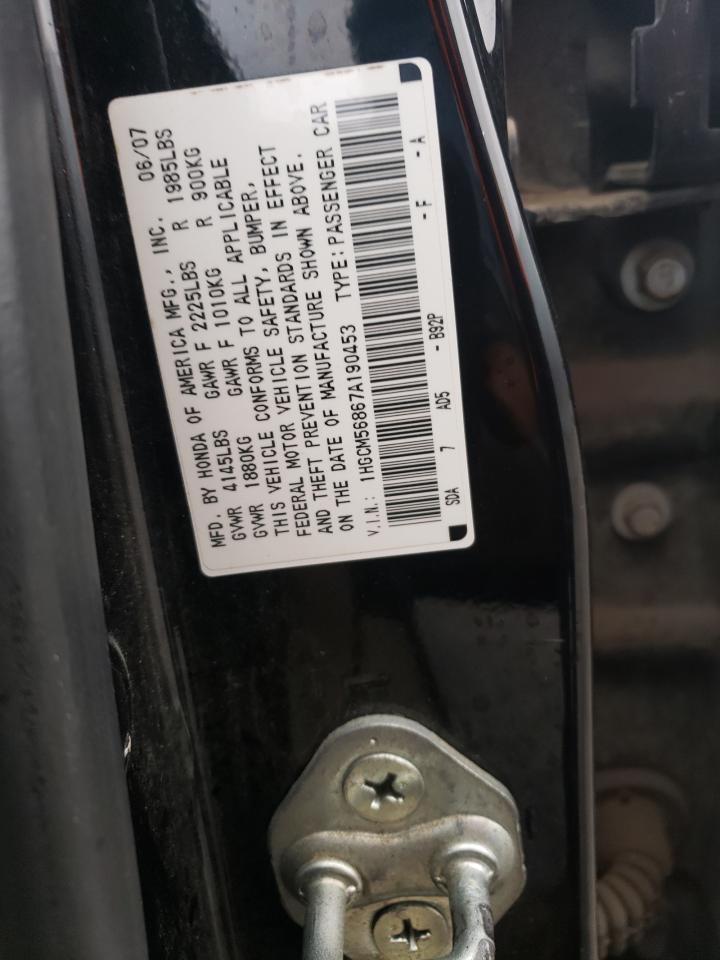 MFD. BY HONDA OF AMERICA MFG., INC. 06/07
GVWR 4145LBS GAWR F 2225LBS R 1985LBS
GVWR 1880KG GAWR F 1010KG R 900KG
THIS VEHICLE CONFORMS TO ALL APPLICABLE
FEDERAL MOTOR VEHICLE SAFETY, BUMPER,
AND THEFT PREVENTION STANDARDS IN EFFECT
ON THE DATE OF MANUFACTURE SHOWN ABOVE.
V.I.N.: 1HGCM56867A190453 TYPE: PASSENGER CAR
SDA 7 AD5 - B92P - F - A